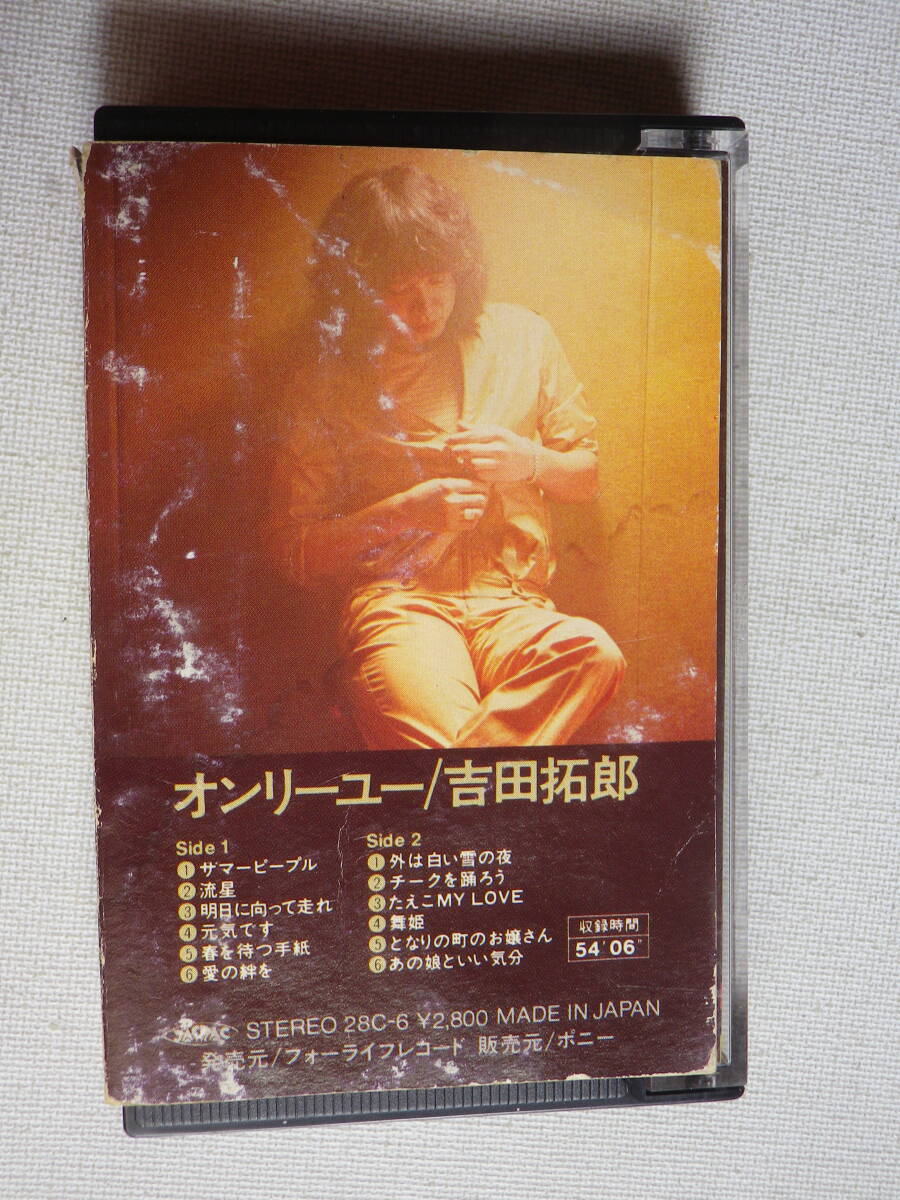 オンリーユー/吉田拓郎
Side 1
1 サマーピープル
2 流星
3 明日に向って走れ
4 元気です
5 春を待つ手紙
6 愛の絆を
Side 2
1 外は白い雪の夜
2 チークを踊ろう
3 たえこMY LOVE
4 舞姫
5 となりの町のお嬢さん
6 あの娘といい気分
収録時間
54'06"
JASRAC STEREO 28C-6 ¥2,800 MADE IN JAPAN
発売元/フォーライフレコード 販売元/ポニー